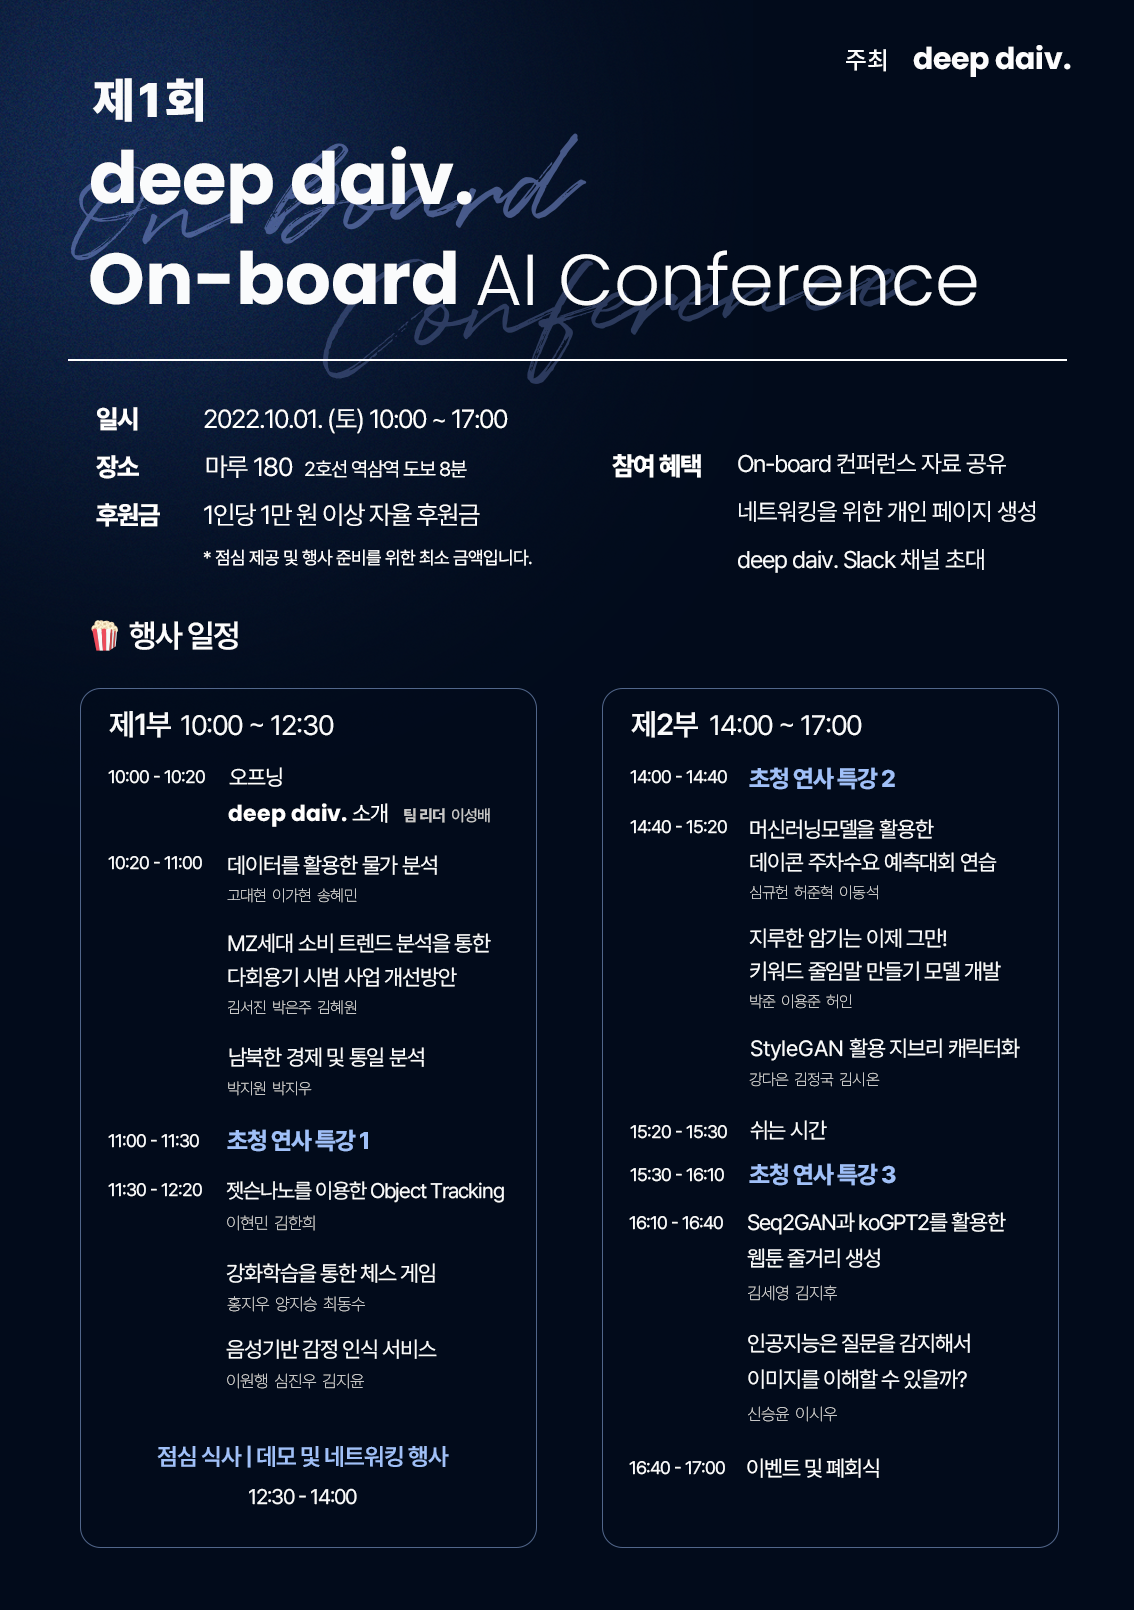 주최 deep daiv.
제1회
deep daiv.
On-board AI Conference
On Board
Conference
일시 2022.10.01. (토) 10:00 ~ 17:00
장소 마루 180 2호선 역삼역 도보 8분
후원금 1인당 1만 원 이상 자율 후원금
* 점심 제공 및 행사 준비를 위한 최소 금액입니다.
참여 혜택 On-board 컨퍼런스 자료 공유
네트워킹을 위한 개인 페이지 생성
deep daiv. Slack 채널 초대
행사 일정
제1부 10:00 ~ 12:30
10:00 - 10:20 오프닝
deep daiv. 소개 팀 리더 이성배
10:20 - 11:00 데이터를 활용한 물가 분석
고대현 이가현 송혜민
MZ세대 소비 트렌드 분석을 통한
다회용기 시범 사업 개선방안
김서진 박은주 김혜원
남북한 경제 및 통일 분석
박지원 박지우
11:00 - 11:30 초청 연사 특강 1
11:30 - 12:20 젯슨나노를 이용한 Object Tracking
이현민 김한희
강화학습을 통한 체스 게임
홍지우 양지승 최동수
음성기반 감정 인식 서비스
이원행 심진우 김지윤
점심 식사 | 데모 및 네트워킹 행사
12:30 - 14:00
제2부 14:00 ~ 17:00
14:00 - 14:40 초청 연사 특강 2
14:40 - 15:20 머신러닝모델을 활용한
데이콘 주차수요 예측대회 연습
심규헌 허준혁 이동석
지루한 암기는 이제 그만!
키워드 줄임말 만들기 모델 개발
박준 이용준 허인
StyleGAN 활용 지브리 캐릭터화
강다은 김정국 김시온
15:20 - 15:30 쉬는 시간
15:30 - 16:10 초청 연사 특강 3
16:10 - 16:40 Seq2GAN과 koGPT2를 활용한
웹툰 줄거리 생성
김세영 김지후
인공지능은 질문을 감지해서
이미지를 이해할 수 있을까?
신승윤 이시우
16:40 - 17:00 이벤트 및 폐회식